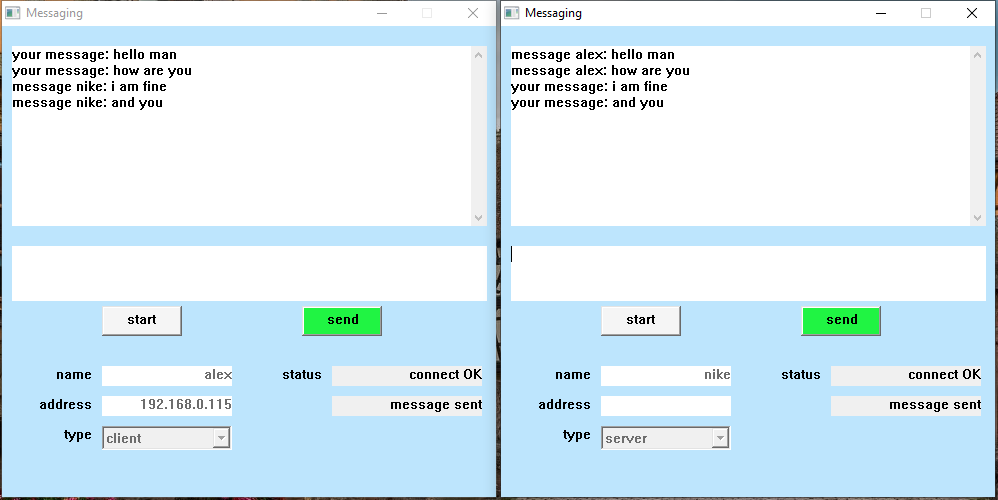 Messaging
your message: hello man
your message: how are you
message nike: i am fine
message nike: and you
start
send
name
alex
status
connect OK
address
192.168.0.115
message sent
type
client
Messaging
message alex: hello man
message alex: how are you
your message: i am fine
your message: and you
start
send
name
nike
status
connect OK
address
message sent
type
server